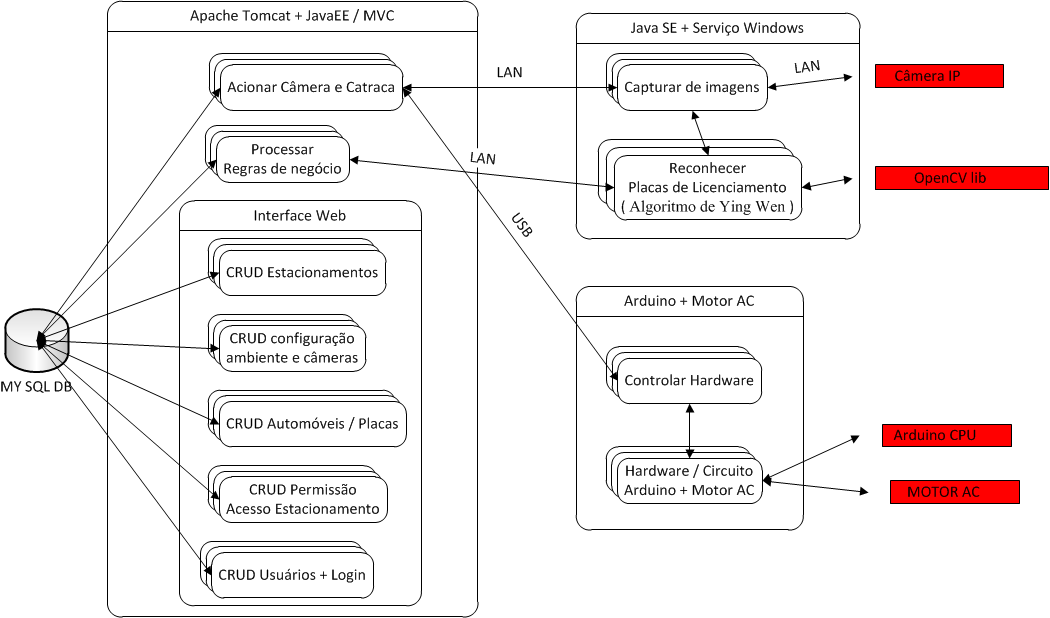 Apache Tomcat + JavaEE / MVC
Acionar Câmera e Catraca
Processar
Regras de negócio
Interface Web
CRUD Estacionamentos
CRUD configuração
ambiente e câmeras
CRUD Automóveis / Placas
CRUD Permissão
Acesso Estacionamento
CRUD Usuários + Login
MY SQL DB
LAN
LAN
USB
Java SE + Serviço Windows
Capturar de imagens
LAN
Reconhecer
Placas de Licenciamento
( Algoritmo de Ying Wen )
Câmera IP
OpenCV lib
Arduino + Motor AC
Controlar Hardware
Hardware / Circuito
Arduino + Motor AC
Arduino CPU
MOTOR AC